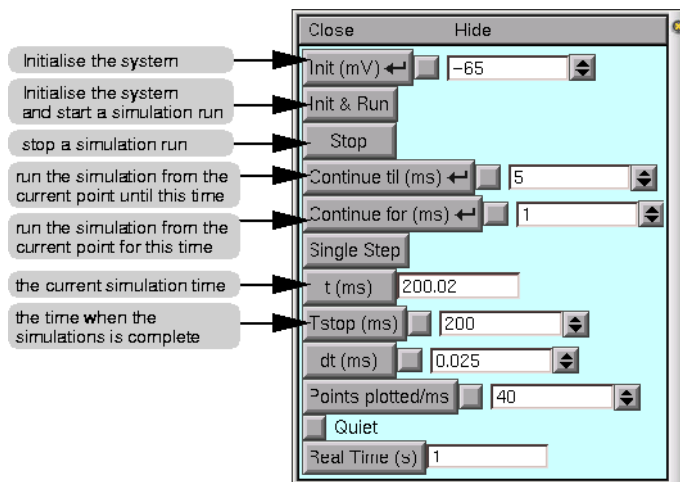 Close Hide
Initialise the system
Init (mV) -65
Initialise the system
and start a simulation run
Init & Run
stop a simulation run
Stop
run the simulation from the
current point until this time
Continue til (ms) 5
run the simulation from the
current point for this time
Continue for (ms) 1
Single Step
the current simulation time
t (ms) 200.02
the time when the
simulations is complete
Tstop (ms) 200
dt (ms) 0.025
Points plotted/ms 40
Quiet
Real Time (s) 1